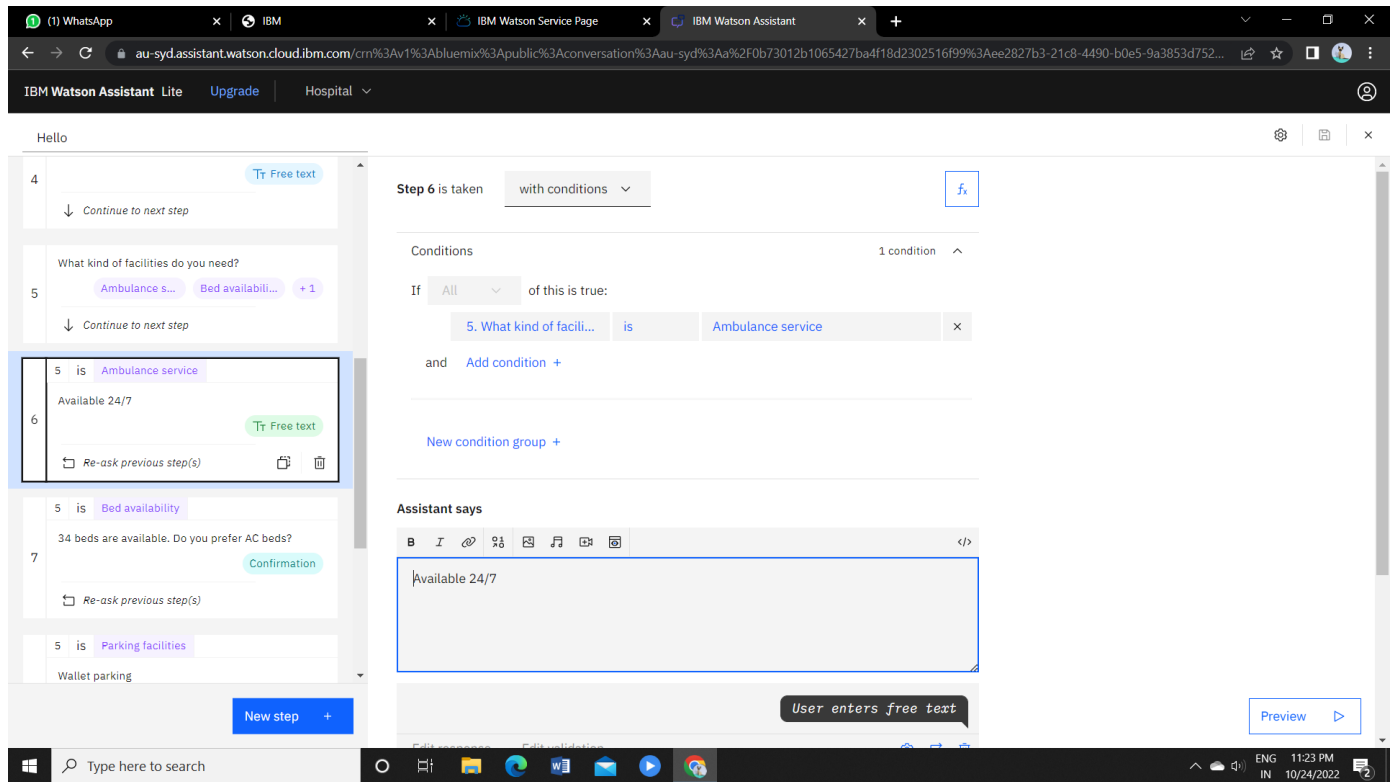 (1) WhatsApp
IBM
IBM Watson Service Page
IBM Watson Assistant
au-syd.assistant.watson.cloud.ibm.com/crn%3Av1%3Abluemix%3Apublic%3Aconversation%3Aau-syd%3Aa%2F0b73012b1065427ba4f18d2302516f99%3Aee2827b3-21c8-4490-b0e5-9a3853d752...
IBM Watson Assistant Lite Upgrade Hospital
Hello
4
Free text
Continue to next step
What kind of facilities do you need?
Ambulance s... Bed availabili... + 1
5
Continue to next step
5 is Ambulance service
Available 24/7
6
Free text
Re-ask previous step(s)
5 is Bed availability
34 beds are available. Do you prefer AC beds?
7
Confirmation
Re-ask previous step(s)
5 is Parking facilities
Wallet parking
New step +
Step 6 is taken with conditions
fx
Conditions 1 condition
If All of this is true:
5. What kind of facili... is Ambulance service
and Add condition +
New condition group +
Assistant says
B I </>
Available 24/7
User enters free text
Edit response Edit validation
Preview
Type here to search
ENG 11:23 PM
IN 10/24/2022
2